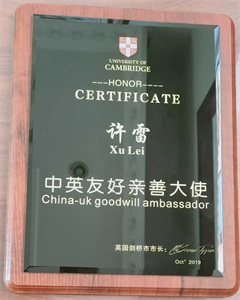 UNIVERSITY OF
CAMBRIDGE
---HONOR---
CERTIFICATE
许雷
Xu Lei
中英友好亲善大使
China-uk goodwill ambassador
英国剑桥市市长:
Oct" 2019